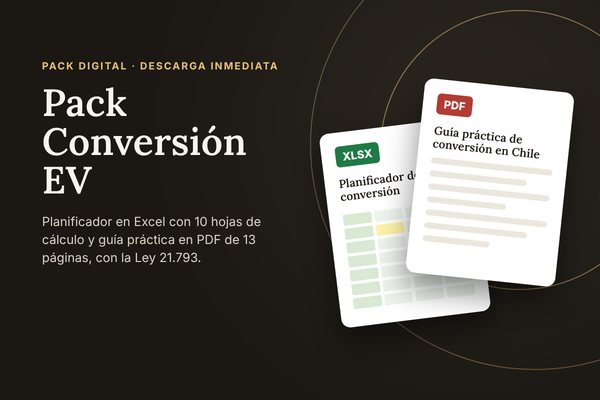 PACK DIGITAL · DESCARGA INMEDIATA
Pack
Conversión
EV
Planificador en Excel con 10 hojas de
cálculo y guía práctica en PDF de 13
páginas, con la Ley 21.793.
XLSX
Planificador de
conversión
PDF
Guía práctica de
conversión en Chile